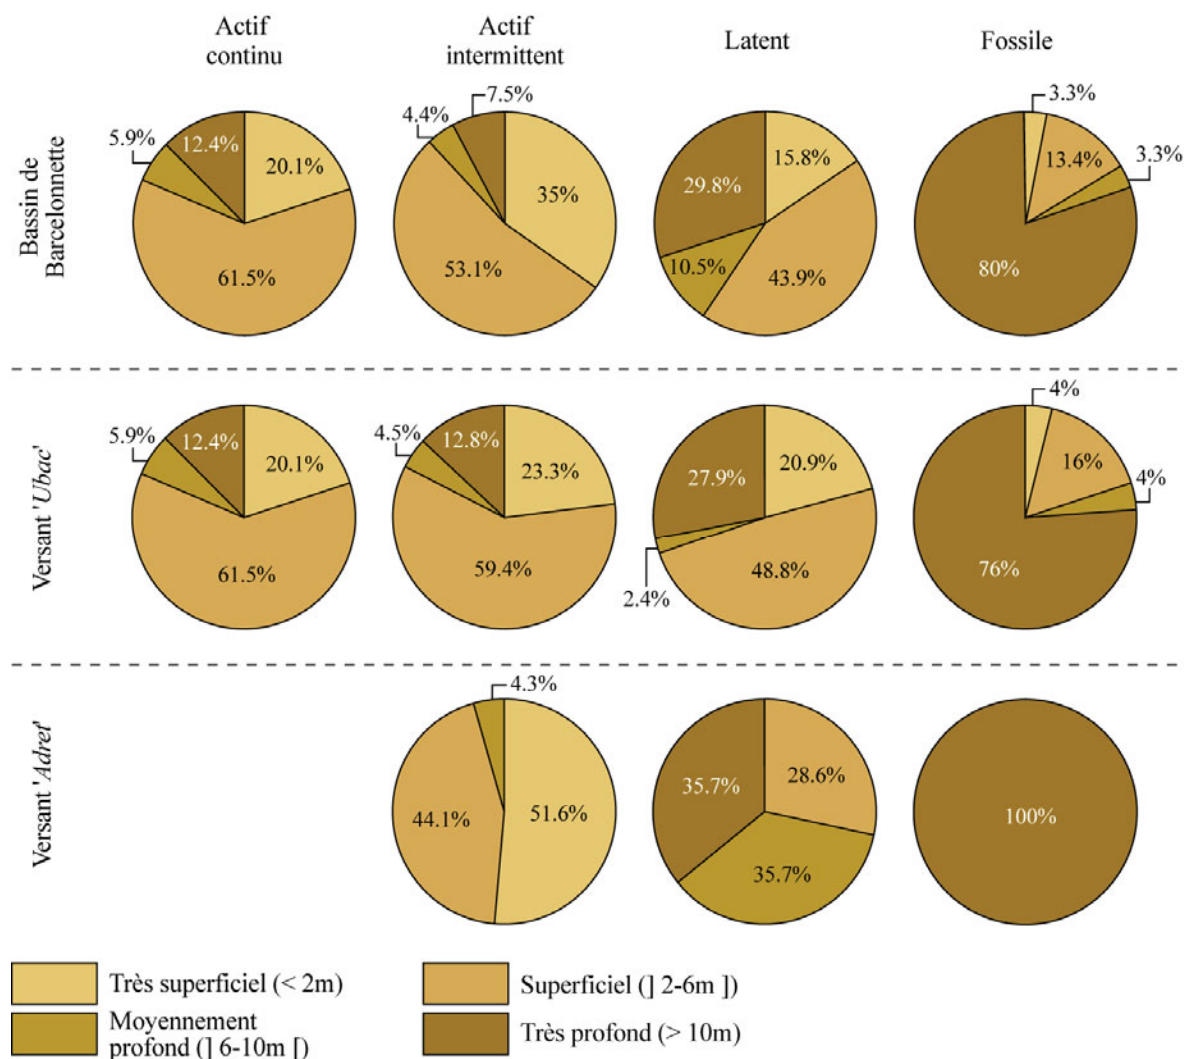 Actif
continu
Actif
intermittent
Latent
Fossile
Bassin de
Barcelonnette
5.9%
12.4%
20.1%
61.5%
4.4%
7.5%
35%
53.1%
29.8%
15.8%
10.5%
43.9%
3.3%
13.4%
3.3%
80%
Versant 'Ubac'
5.9%
12.4%
20.1%
61.5%
4.5%
12.8%
23.3%
59.4%
27.9%
20.9%
2.4%
48.8%
4%
16%
4%
76%
Versant 'Adret'
4.3%
44.1%
51.6%
35.7%
28.6%
35.7%
100%
Très superficiel (< 2m)
Superficiel (] 2-6m ])
Moyennement
profond (] 6-10m [)
Très profond (> 10m)